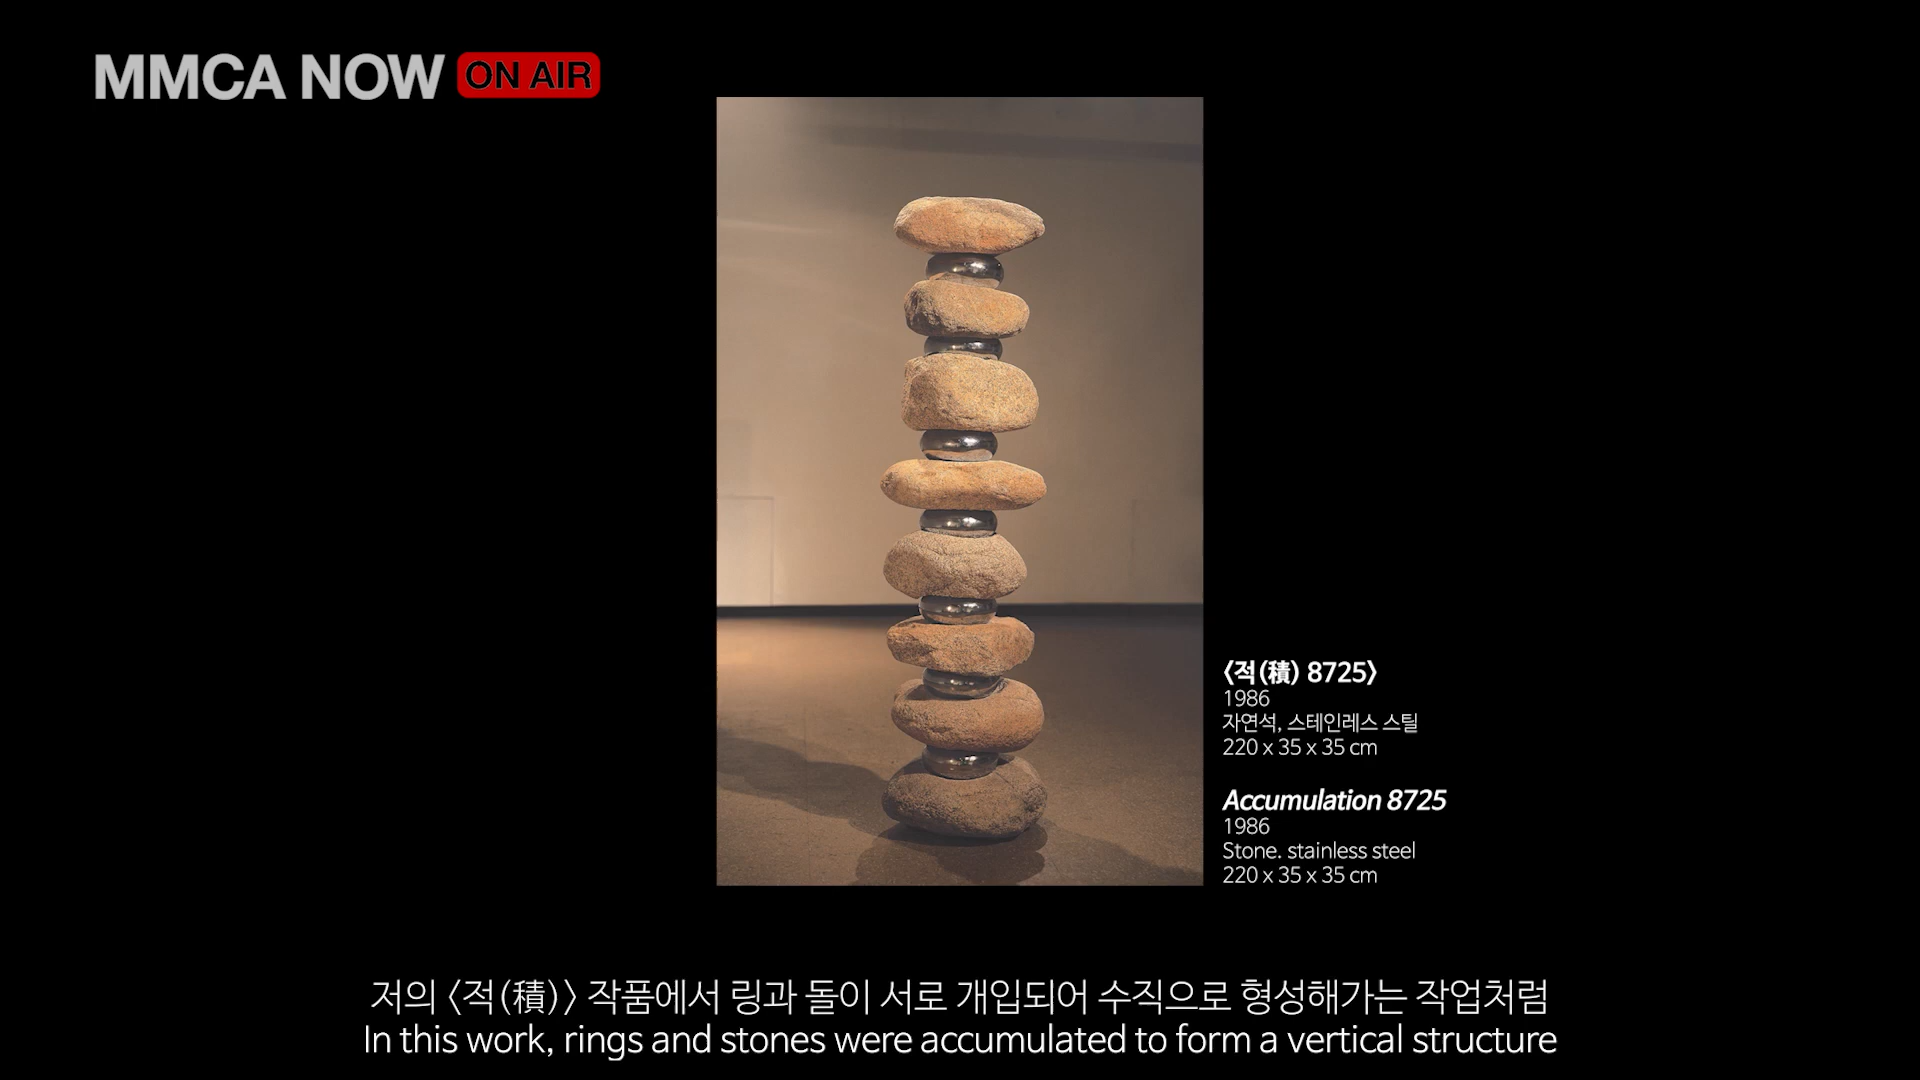 MMCA NOW ON AIR
〈적(積) 8725〉
1986
자연석, 스테인레스 스틸
220 x 35 x 35 cm
Accumulation 8725
1986
Stone. stainless steel
220 x 35 x 35 cm
저의 〈적(積)〉 작품에서 링과 돌이 서로 개입되어 수직으로 형성해가는 작업처럼
In this work, rings and stones were accumulated to form a vertical structure